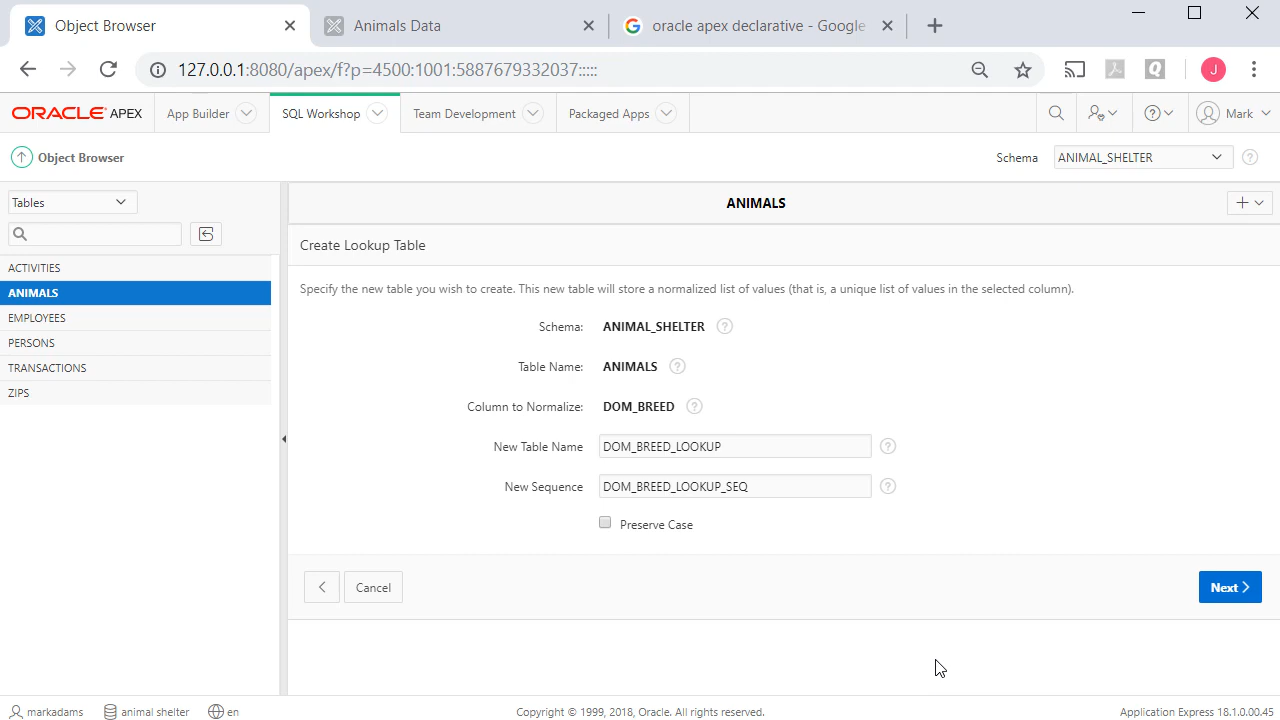 Object Browser
Animals Data
oracle apex declarative - Google
127.0.0.1:8080/apex/f?p=4500:1001:5887679332037:::::
J
ORACLE APEX
App Builder
SQL Workshop
Team Development
Packaged Apps
Mark
Object Browser
Schema
ANIMAL_SHELTER
Tables
ANIMALS
Create Lookup Table
ACTIVITIES
ANIMALS
EMPLOYEES
PERSONS
TRANSACTIONS
ZIPS
Specify the new table you wish to create. This new table will store a normalized list of values (that is, a unique list of values in the selected column).
Schema: ANIMAL_SHELTER
Table Name: ANIMALS
Column to Normalize: DOM_BREED
New Table Name DOM_BREED_LOOKUP
New Sequence DOM_BREED_LOOKUP_SEQ
Preserve Case
Cancel
Next
markadams
animal shelter
en
Copyright © 1999, 2018, Oracle. All rights reserved.
Application Express 18.1.0.00.45